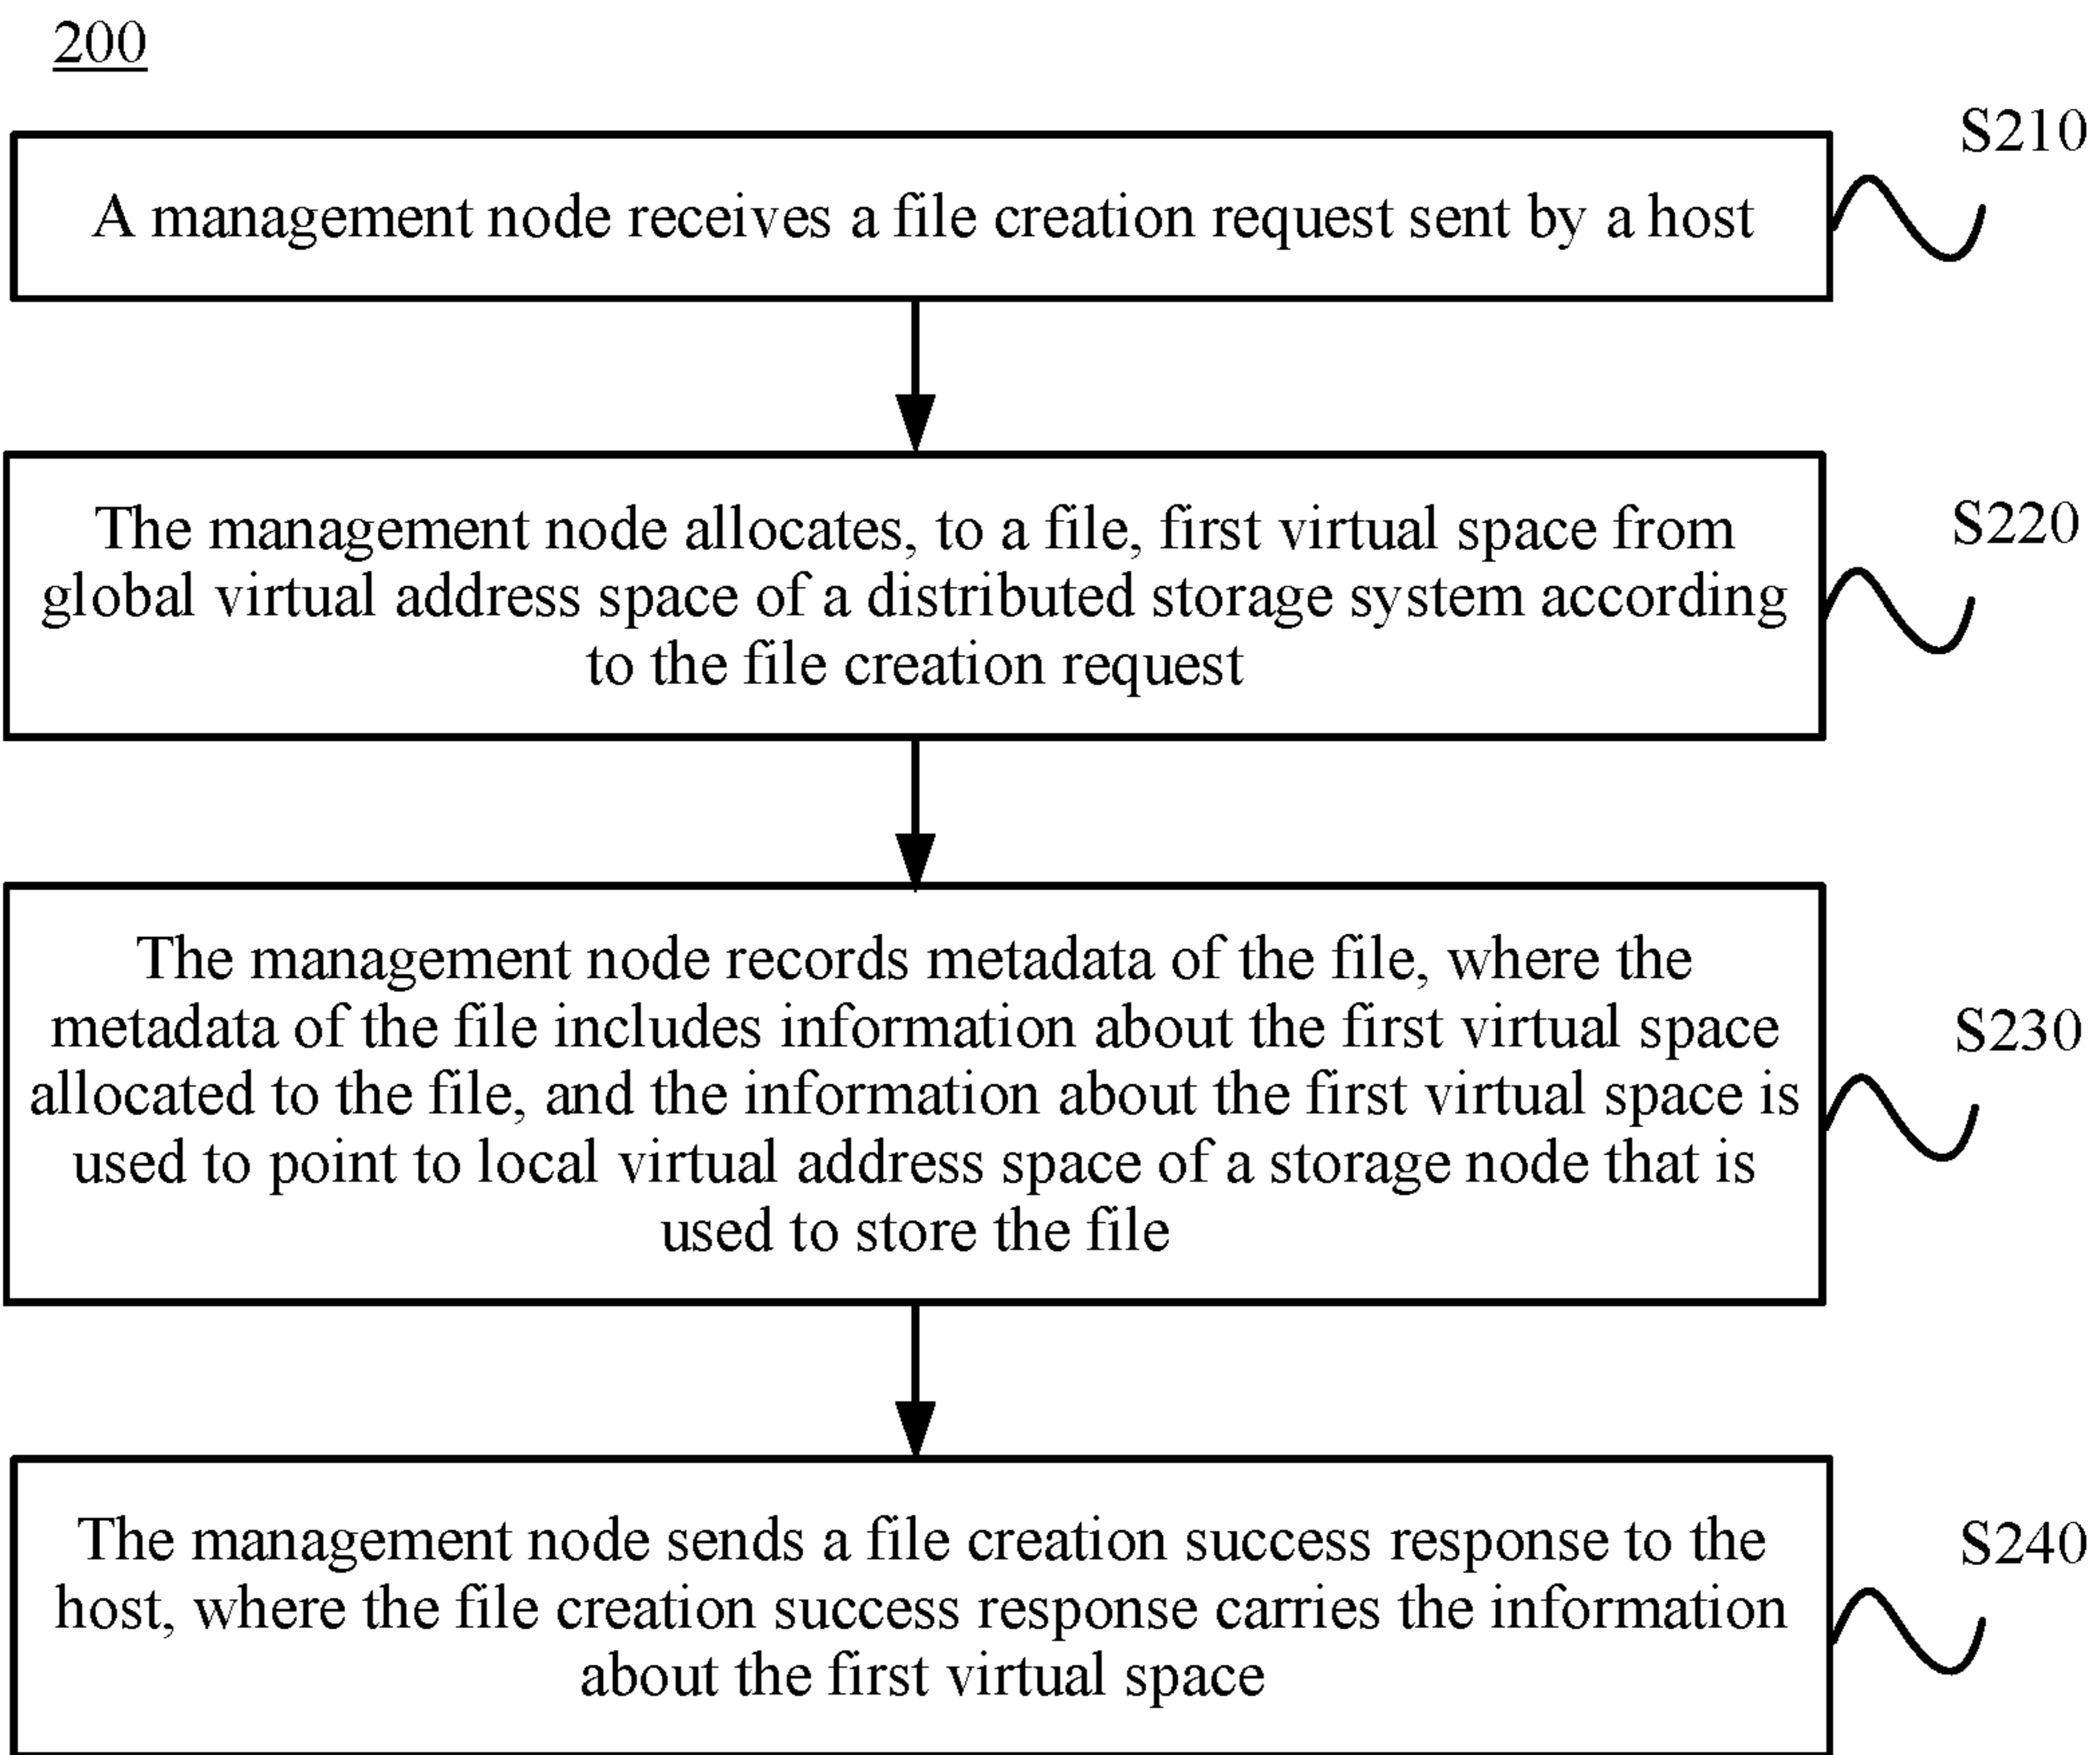 200
S210
A management node receives a file creation request sent by a host
S220
The management node allocates, to a file, first virtual space from
global virtual address space of a distributed storage system according
to the file creation request
S230
The management node records metadata of the file, where the
metadata of the file includes information about the first virtual space
allocated to the file, and the information about the first virtual space is
used to point to local virtual address space of a storage node that is
used to store the file
S240
The management node sends a file creation success response to the
host, where the file creation success response carries the information
about the first virtual space